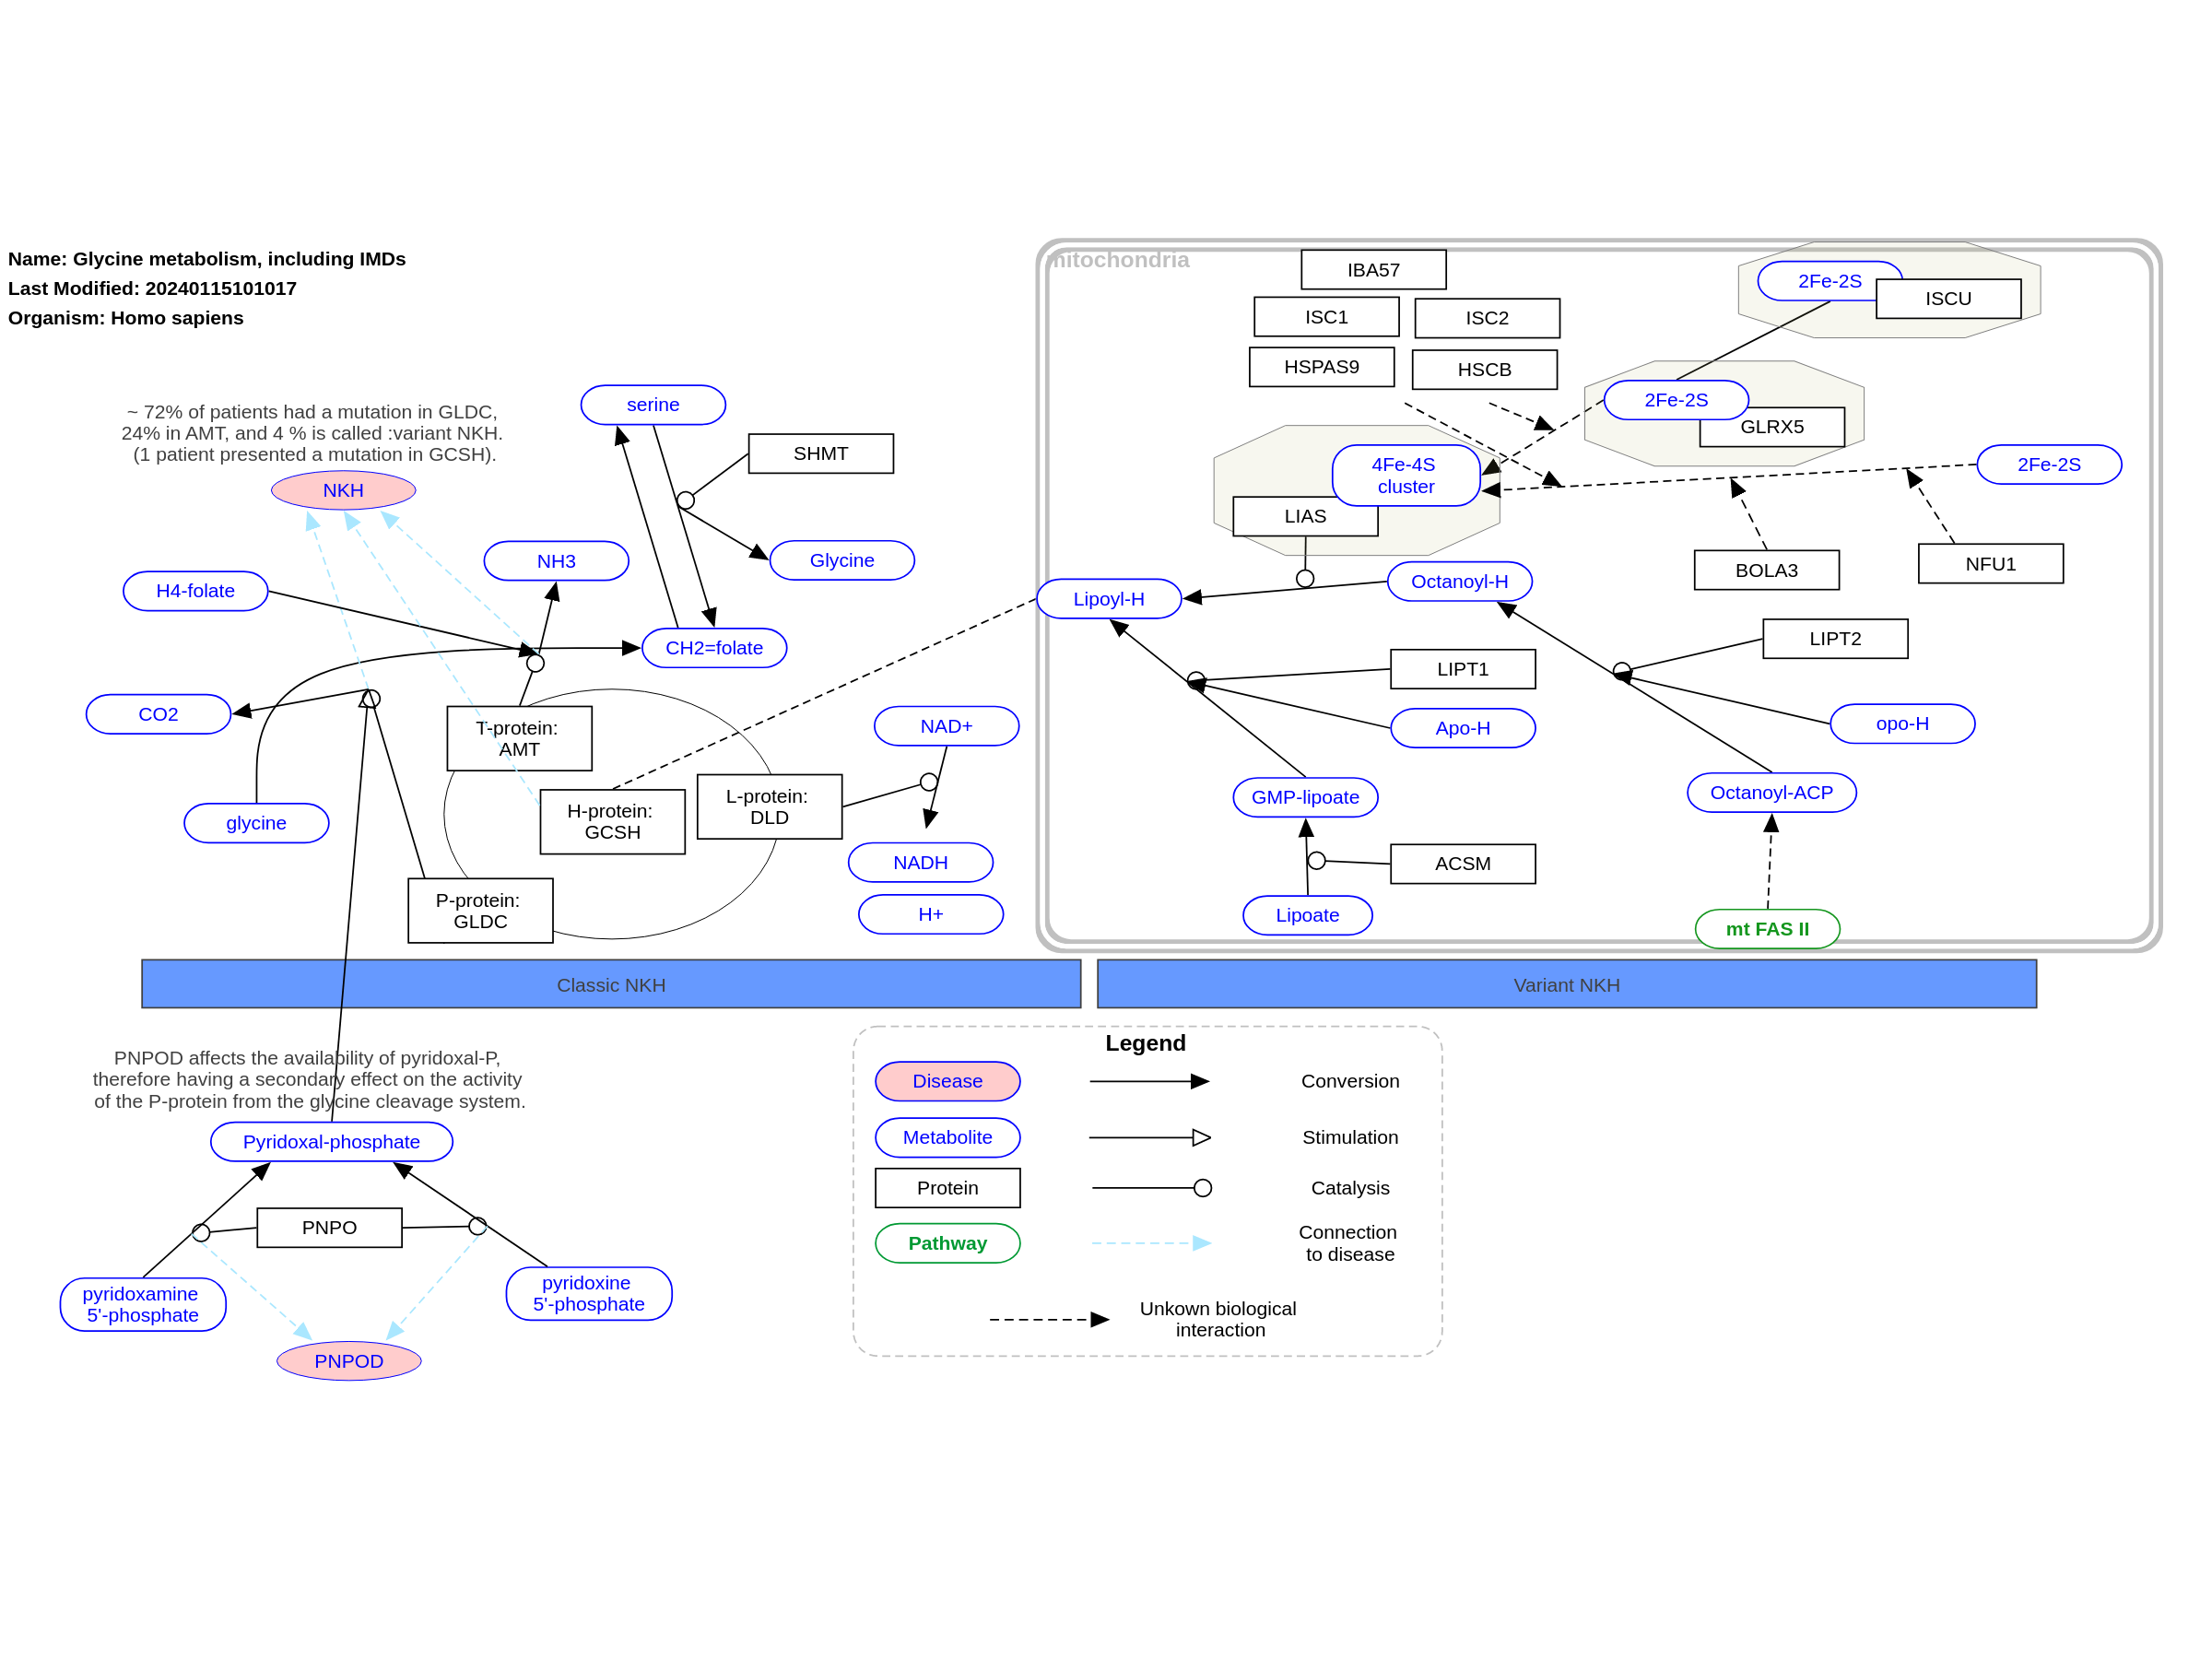 Name: Glycine metabolism, including IMDs
Last Modified: 20240115101017
Organism: Homo sapiens
mitochondria
IBA57
ISC1
ISC2
HSPAS9
HSCB
2Fe-2S
ISCU
2Fe-2S
GLRX5
2Fe-2S
4Fe-4S
cluster
LIAS
BOLA3
NFU1
~ 72% of patients had a mutation in GLDC,
24% in AMT, and 4 % is called :variant NKH.
(1 patient presented a mutation in GCSH).
NKH
serine
SHMT
NH3
Glycine
H4-folate
CH2=folate
CO2
glycine
T-protein:
AMT
H-protein:
GCSH
L-protein:
DLD
P-protein:
GLDC
NAD+
NADH
H+
Lipoyl-H
Octanoyl-H
LIPT2
LIPT1
Apo-H
opo-H
GMP-lipoate
Octanoyl-ACP
ACSM
Lipoate
mt FAS II
Classic NKH
Variant NKH
PNPOD affects the availability of pyridoxal-P,
therefore having a secondary effect on the activity
of the P-protein from the glycine cleavage system.
Pyridoxal-phosphate
PNPO
pyridoxamine
5'-phosphate
pyridoxine
5'-phosphate
PNPOD
Legend
Disease
Conversion
Metabolite
Stimulation
Protein
Catalysis
Pathway
Connection
to disease
Unkown biological
interaction